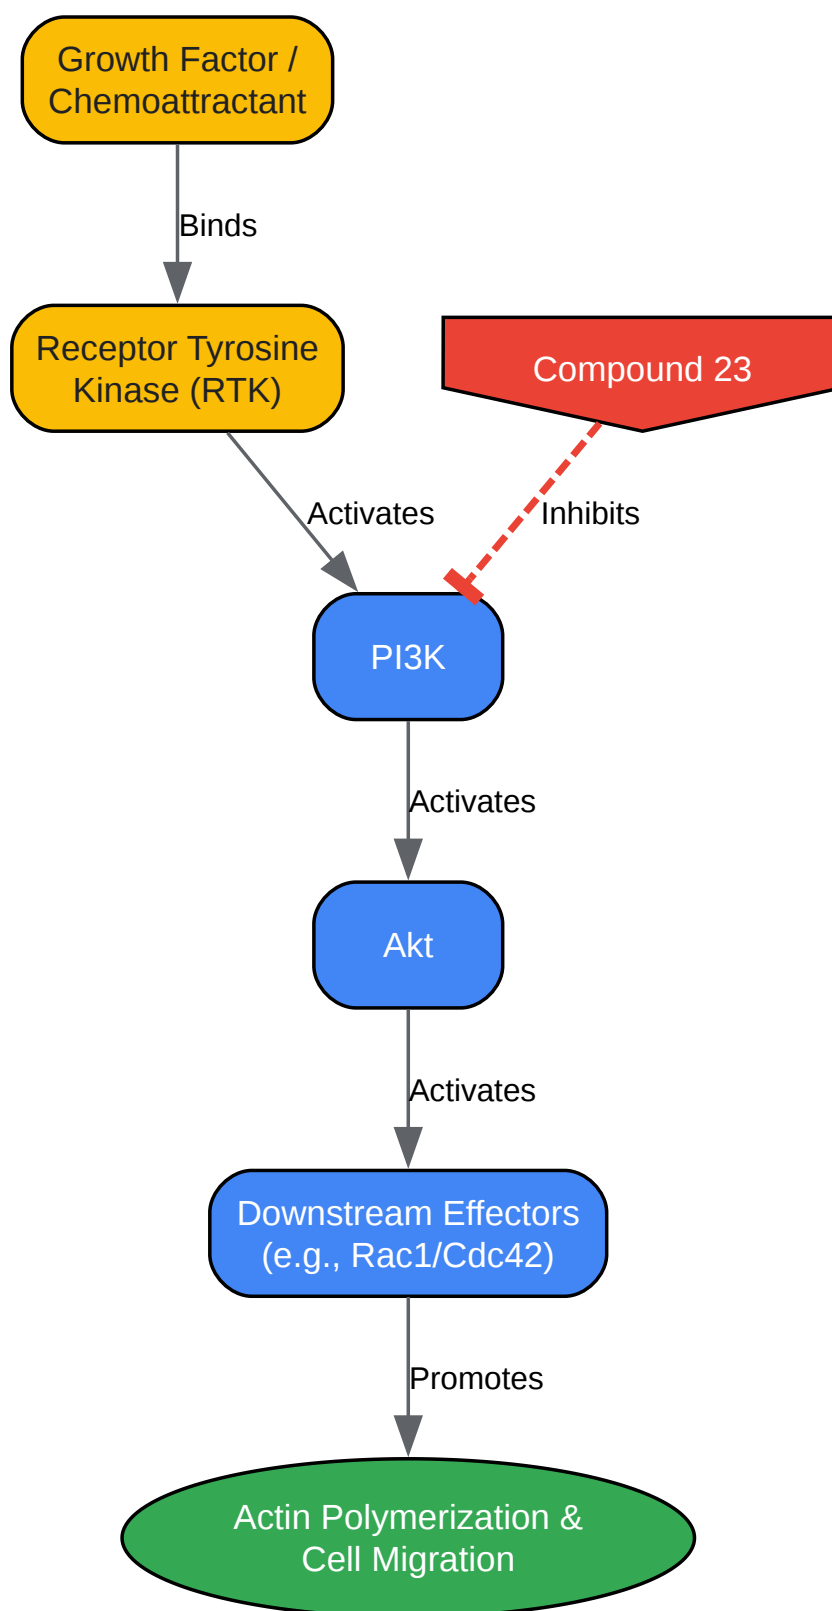 Growth Factor /
Chemoattractant
Binds
Receptor Tyrosine
Kinase (RTK)
Compound 23
Activates
Inhibits
PI3K
Activates
Akt
Activates
Downstream Effectors
(e.g., Rac1/Cdc42)
Promotes
Actin Polymerization &
Cell Migration